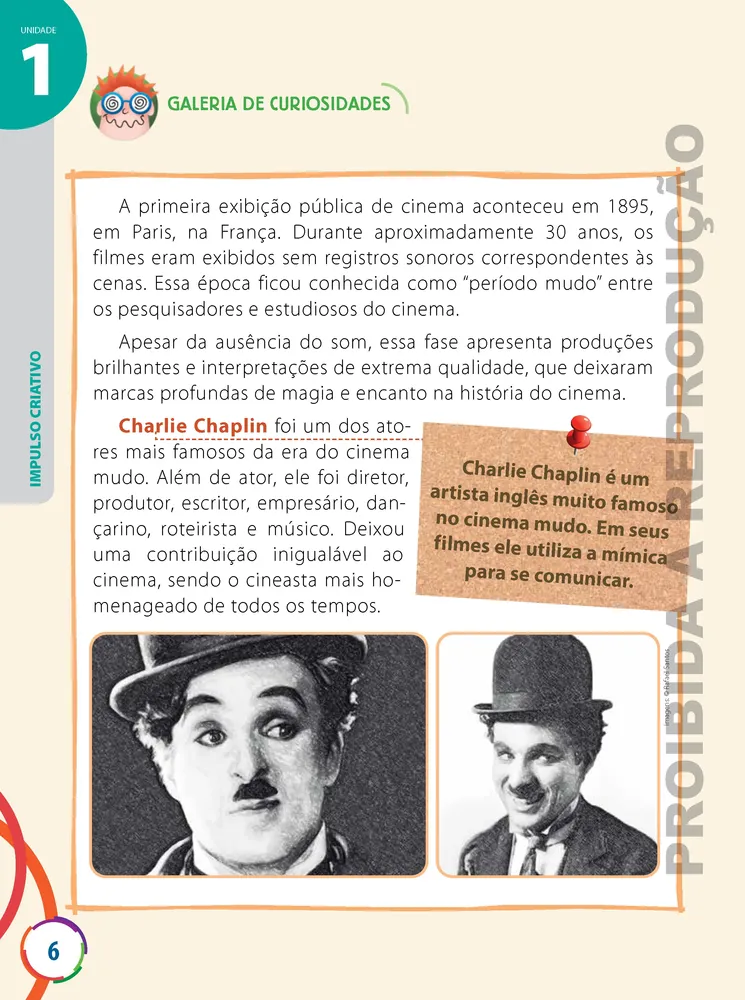 UNIDADE
1
GALERIA DE CURIOSIDADES
A primeira exibição pública de cinema aconteceu em 1895,
em Paris, na França. Durante aproximadamente 30 anos, os
filmes eram exibidos sem registros sonoros correspondentes às
cenas. Essa época ficou conhecida como “período mudo” entre
os pesquisadores e estudiosos do cinema.
Apesar da ausência do som, essa fase apresenta produções
brilhantes e interpretações de extrema qualidade, que deixaram
marcas profundas de magia e encanto na história do cinema.
Charlie Chaplin foi um dos ato-
res mais famosos da era do cinema
mudo. Além de ator, ele foi diretor,
produtor, escritor, empresário, dan-
çarino, roteirista e músico. Deixou
uma contribuição inigualável ao
cinema, sendo o cineasta mais ho-
menageado de todos os tempos.
Charlie Chaplin é um
artista inglês muito famoso
no cinema mudo. Em seus
filmes ele utiliza a mímica
para se comunicar.
Imagens: © Rafael Santos
IMPULSO CRIATIVO
PROIBIDA A REPRODUÇÃO
6